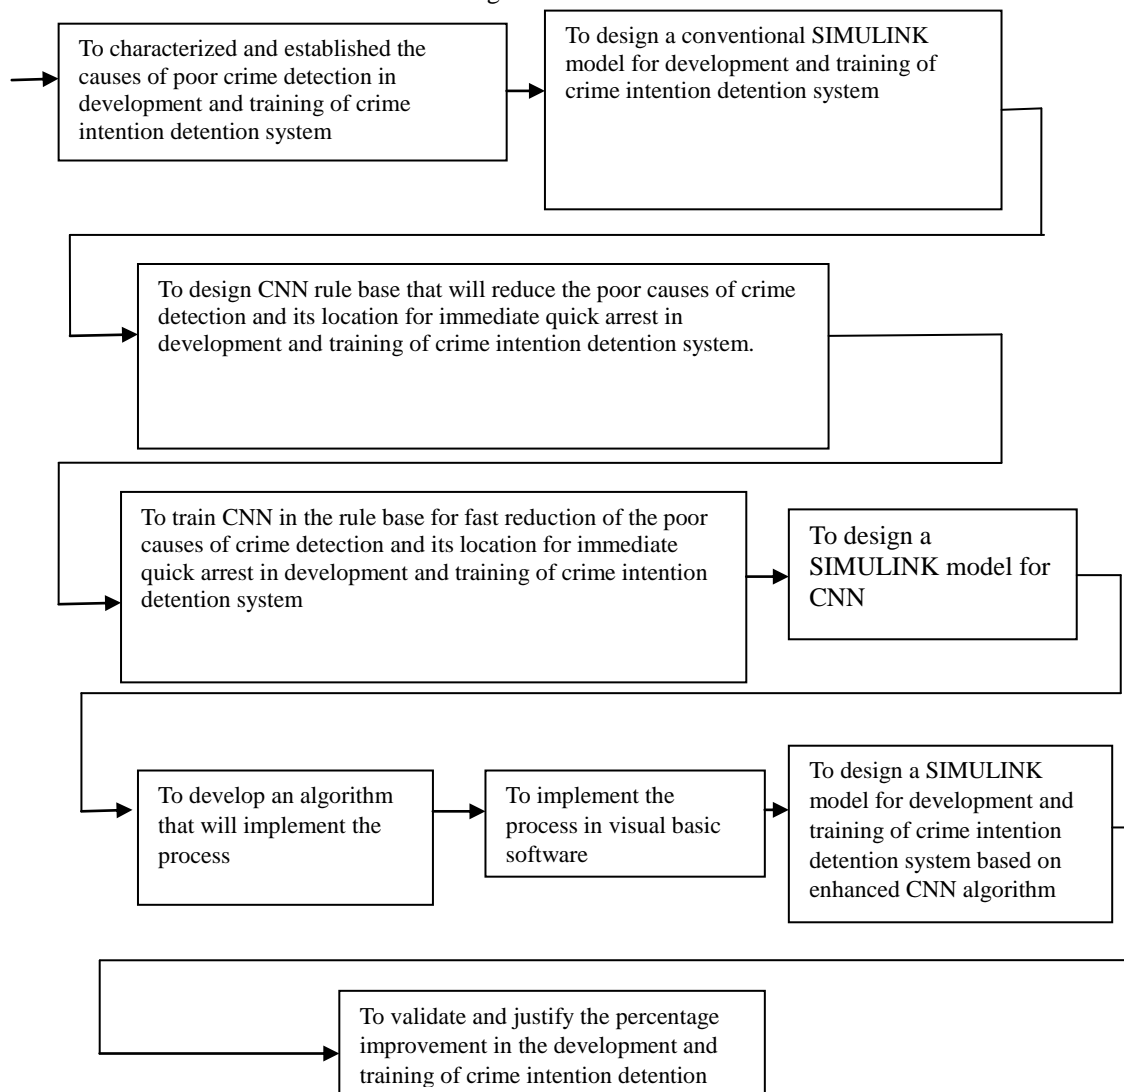 To characterized and established the
causes of poor crime detection in
development and training of crime
intention detention system
To design a conventional SIMULINK
model for development and training of
crime intention detention system
To design CNN rule base that will reduce the poor causes of crime
detection and its location for immediate quick arrest in
development and training of crime intention detention system.
To train CNN in the rule base for fast reduction of the poor
causes of crime detection and its location for immediate
quick arrest in development and training of crime intention
detention system
To design a
SIMULINK model for
CNN
To develop an algorithm
that will implement the
process
To implement the
process in visual basic
software
To design a SIMULINK
model for development and
training of crime intention
detention system based on
enhanced CNN algorithm
To validate and justify the percentage
improvement in the development and
training of crime intention detention